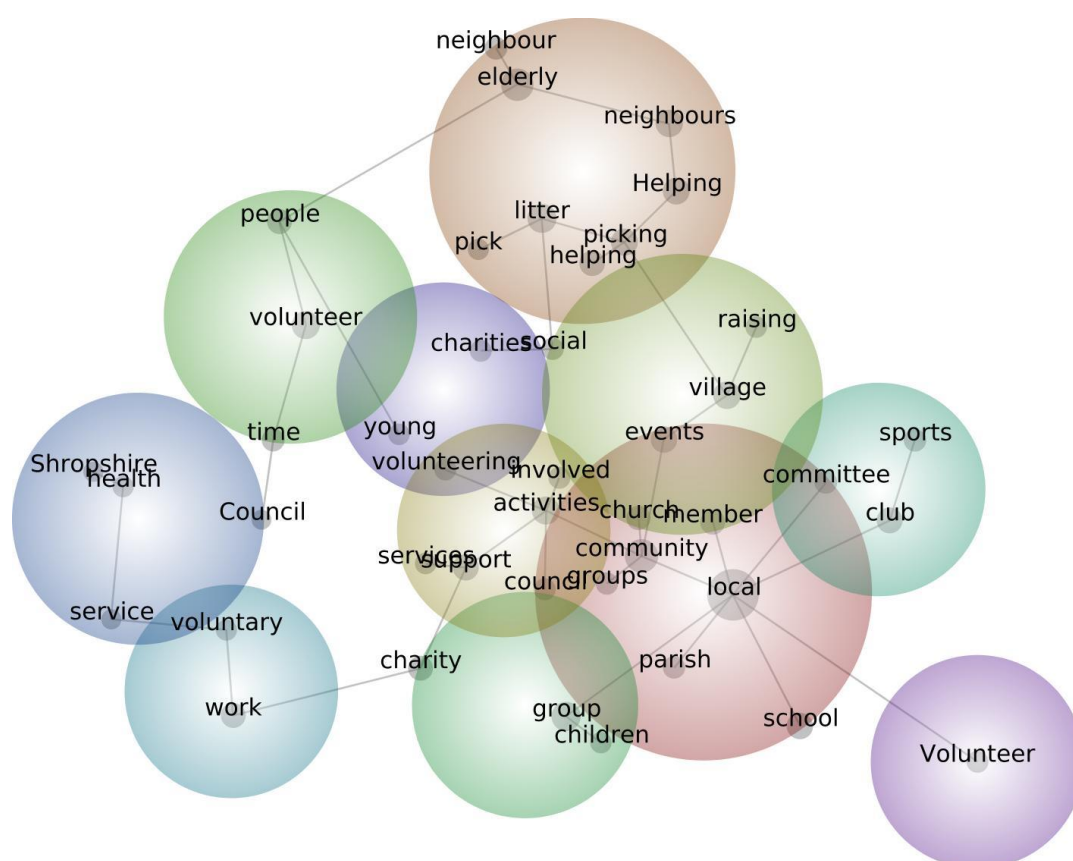 neighbour
elderly
neighbours
Helping
litter
people
picking
pick
helping
volunteer
raising
charities
social
village
time
young
events
sports
Shropshire
volunteering
involved
committee
health
activities
Council
church
member
club
services
support
community
council
groups
local
service
voluntary
charity
parish
work
group
school
children
Volunteer